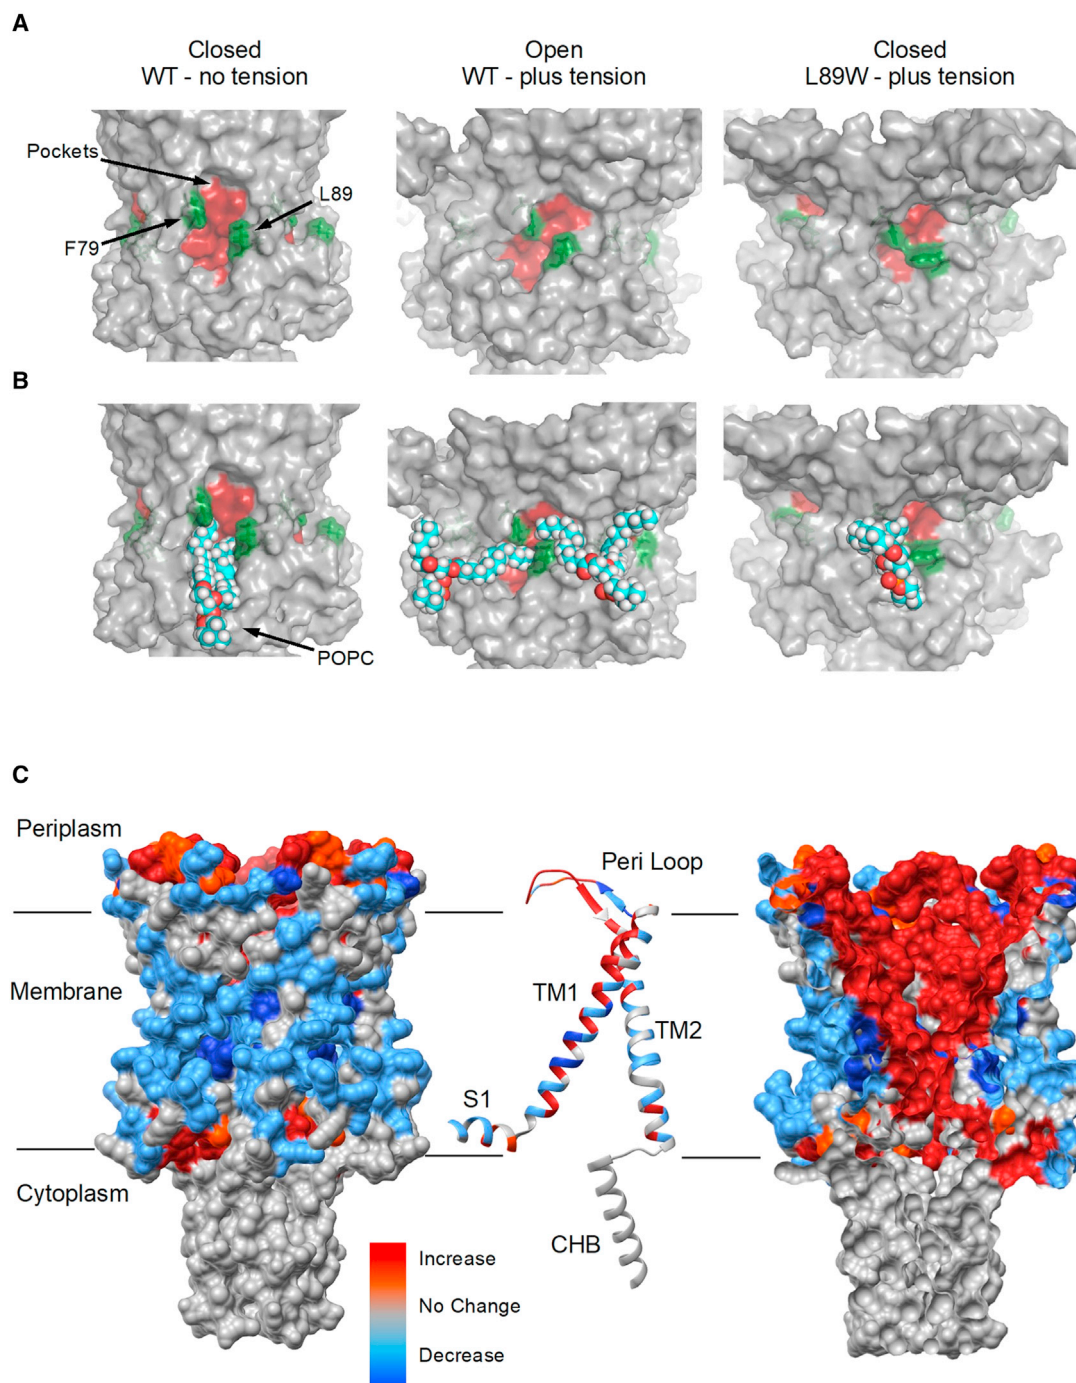 A
Closed
WT - no tension
Open
WT - plus tension
Closed
L89W - plus tension
Pockets
L89
F79
B
POPC
C
Periplasm
Peri Loop
Membrane
TM1
TM2
S1
Cytoplasm
CHB
Increase
No Change
Decrease